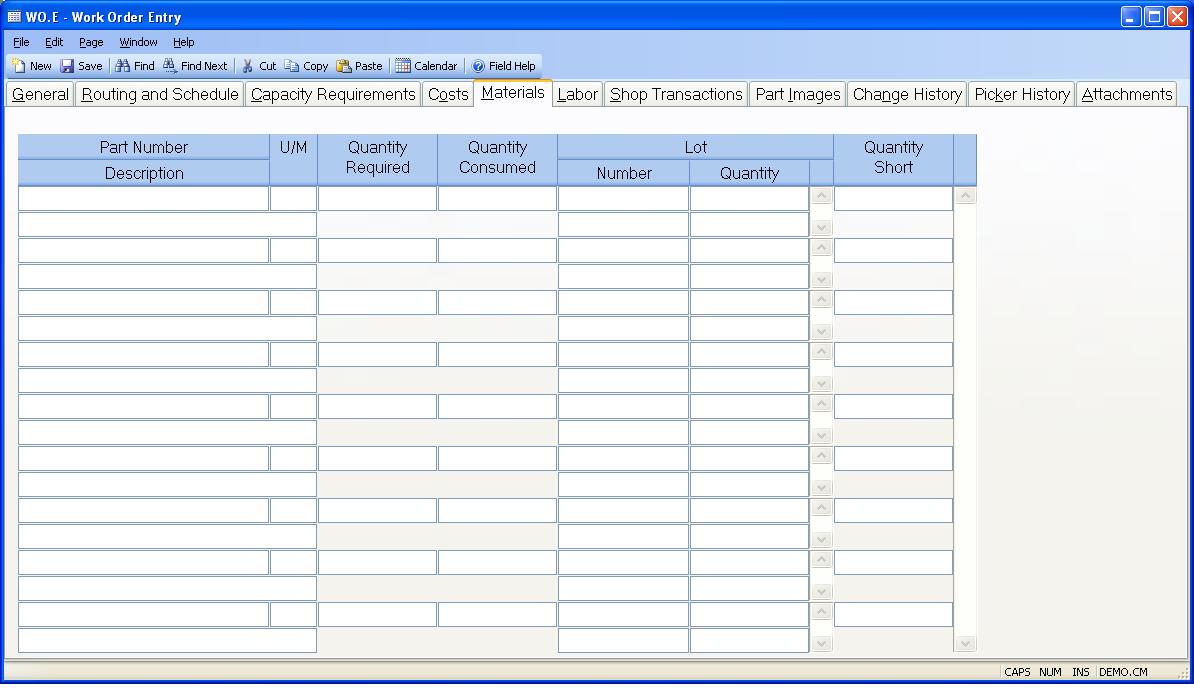 WO.E - Work Order Entry
File Edit Page Window Help
New Save Find Find Next Cut Copy Paste Calendar Field Help
General Routing and Schedule Capacity Requirements Costs Materials Labor Shop Transactions Part Images Change History Picker History Attachments
Part Number U/M Quantity Required Quantity Consumed Lot Quantity Short
Description Number Quantity
CAPS NUM INS DEMO.CM